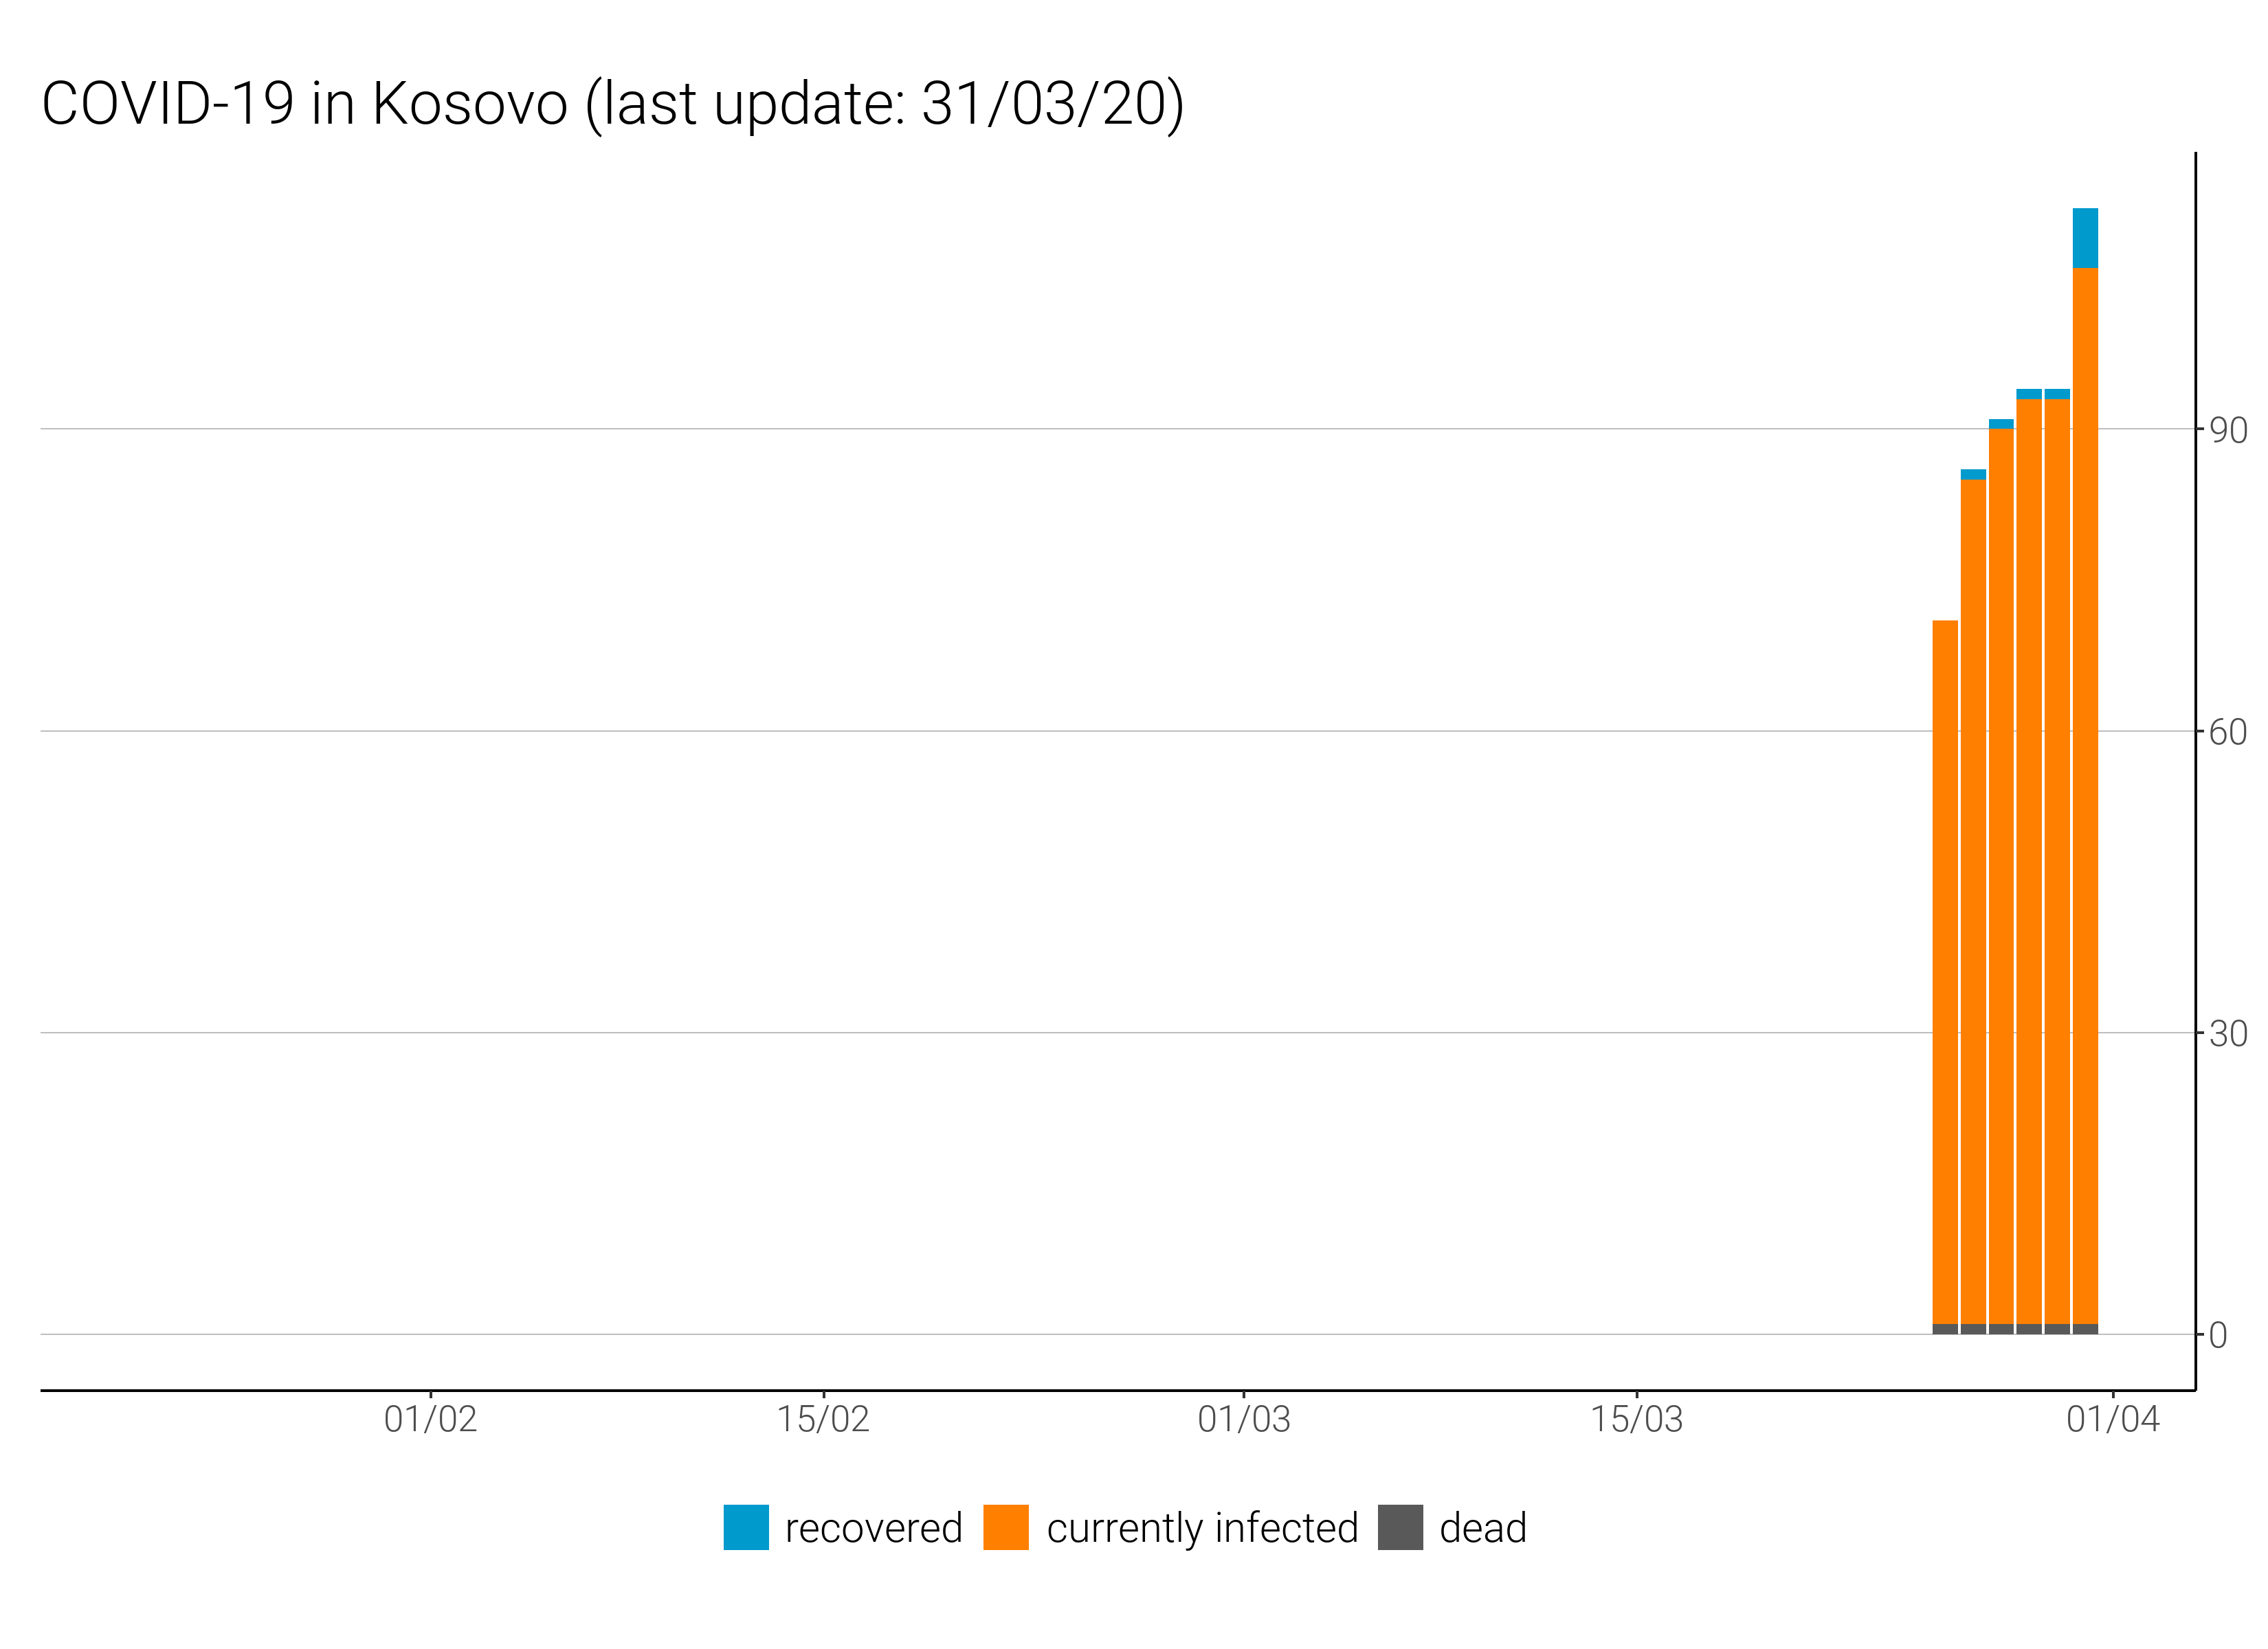 COVID-19 in Kosovo (last update: 31/03/20)
90
60
30
0
01/02 15/02 01/03 15/03 01/04
recovered currently infected dead